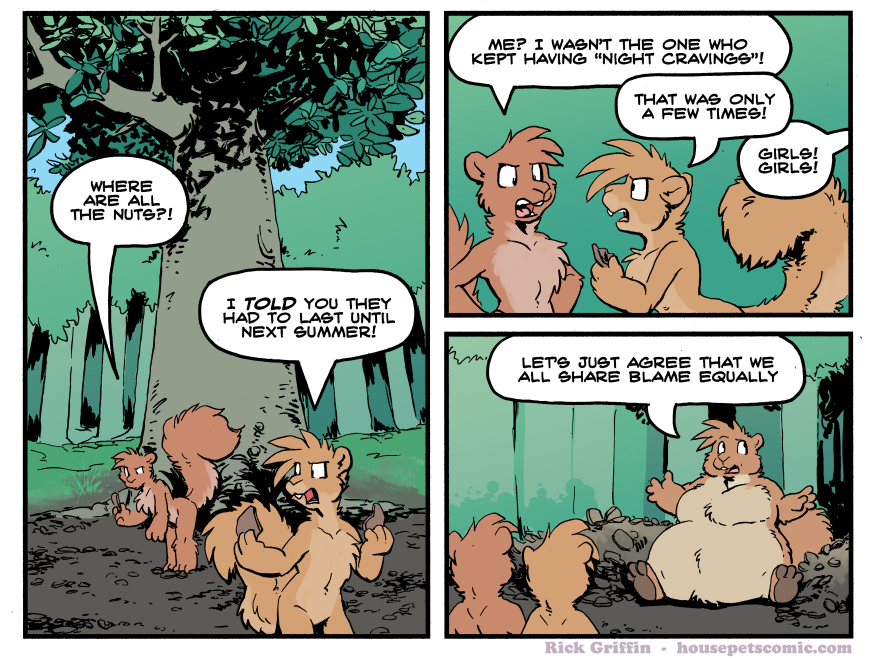 WHERE
ARE ALL
THE NUTS?!
I TOLD YOU THEY
HAD TO LAST UNTIL
NEXT SUMMER!
ME? I WASN'T THE ONE WHO
KEPT HAVING "NIGHT CRAVINGS"!
THAT WAS ONLY
A FEW TIMES!
GIRLS!
GIRLS!
LET'S JUST AGREE THAT WE
ALL SHARE BLAME EQUALLY
Rick Griffin - housepetscomic.com